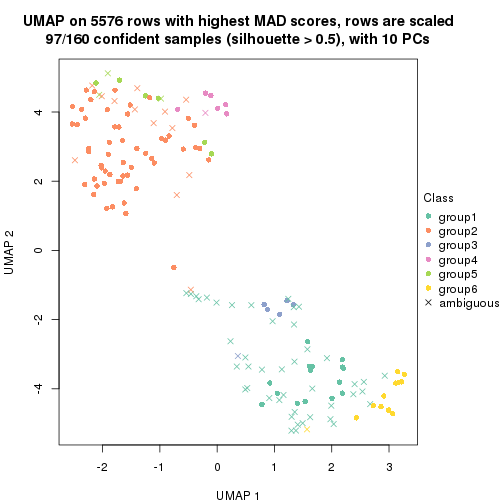 UMAP on 5576 rows with highest MAD scores, rows are scaled
97/160 confident samples (silhouette > 0.5), with 10 PCs
4
2
0
-2
-4
UMAP 2
-2
-1
0
1
2
3
UMAP 1
Class
group1
group2
group3
group4
group5
group6
ambiguous